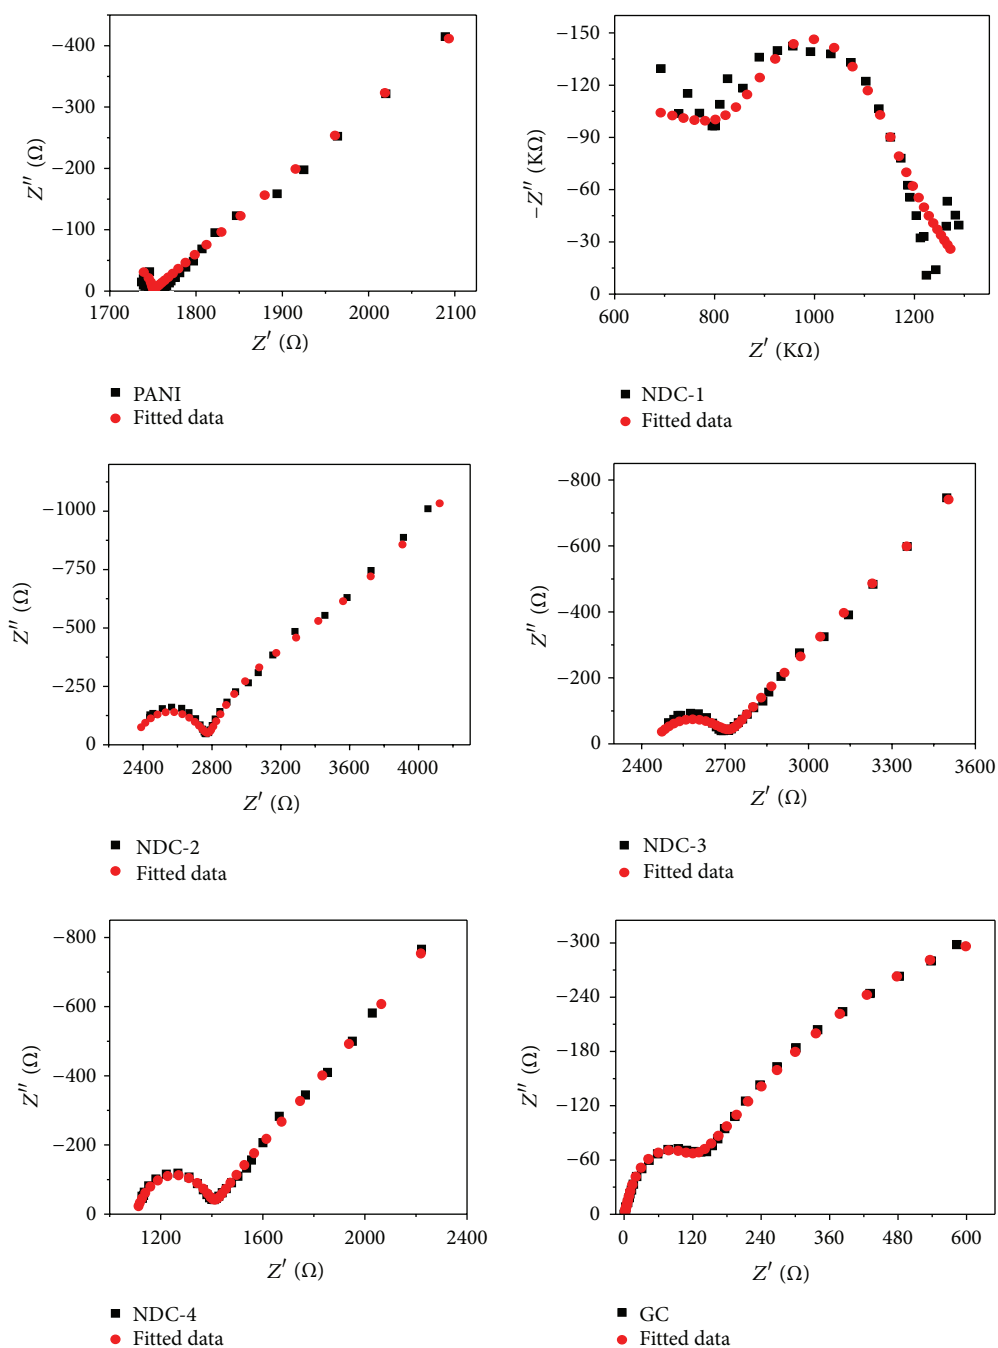 −400
−300
−200
−100
0
Z″ (Ω)
1700
1800
1900
2000
2100
Z′ (Ω)
PANI
Fitted data
−150
−120
−90
−60
−30
0
−Z″ (KΩ)
600
800
1000
1200
Z′ (KΩ)
NDC-1
Fitted data
−1000
−750
−500
−250
0
Z″ (Ω)
2400
2800
3200
3600
4000
Z′ (Ω)
NDC-2
Fitted data
−800
−600
−400
−200
0
Z″ (Ω)
2400
2700
3000
3300
3600
Z′ (Ω)
NDC-3
Fitted data
−800
−600
−400
−200
0
Z″ (Ω)
1200
1600
2000
2400
Z′ (Ω)
NDC-4
Fitted data
−300
−240
−180
−120
−60
0
Z″ (Ω)
0
120
240
360
480
600
Z′ (Ω)
GC
Fitted data